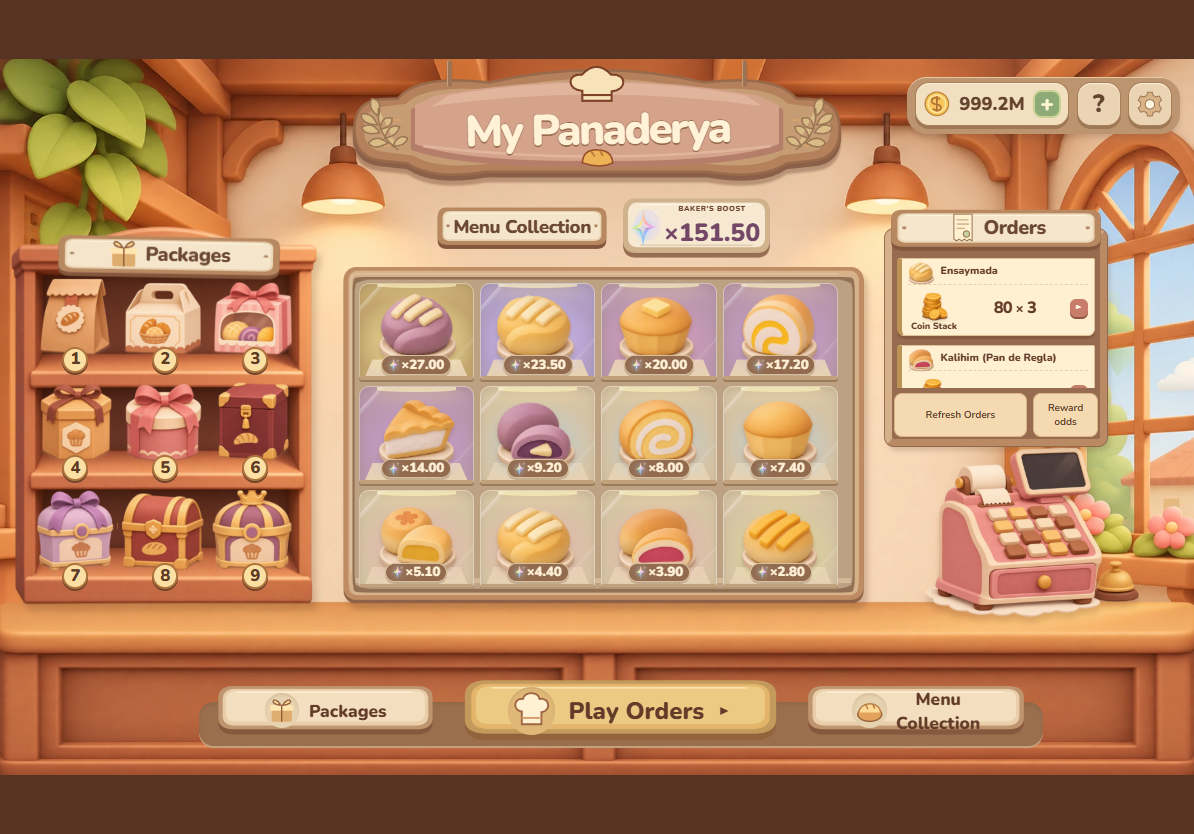 My Panaderya
$ 999.2M +
?
Menu Collection
BAKER'S BOOST
×151.50
Packages
1
2
3
4
5
6
7
8
9
×27.00
×23.50
×20.00
×17.20
×14.00
×9.20
×8.00
×7.40
×5.10
×4.40
×3.90
×2.80
Orders
Ensaymada
80 × 3
Coin Stack
Kalihim (Pan de Regla)
Refresh Orders
Reward
odds
Packages
Play Orders ▸
Menu
Collection